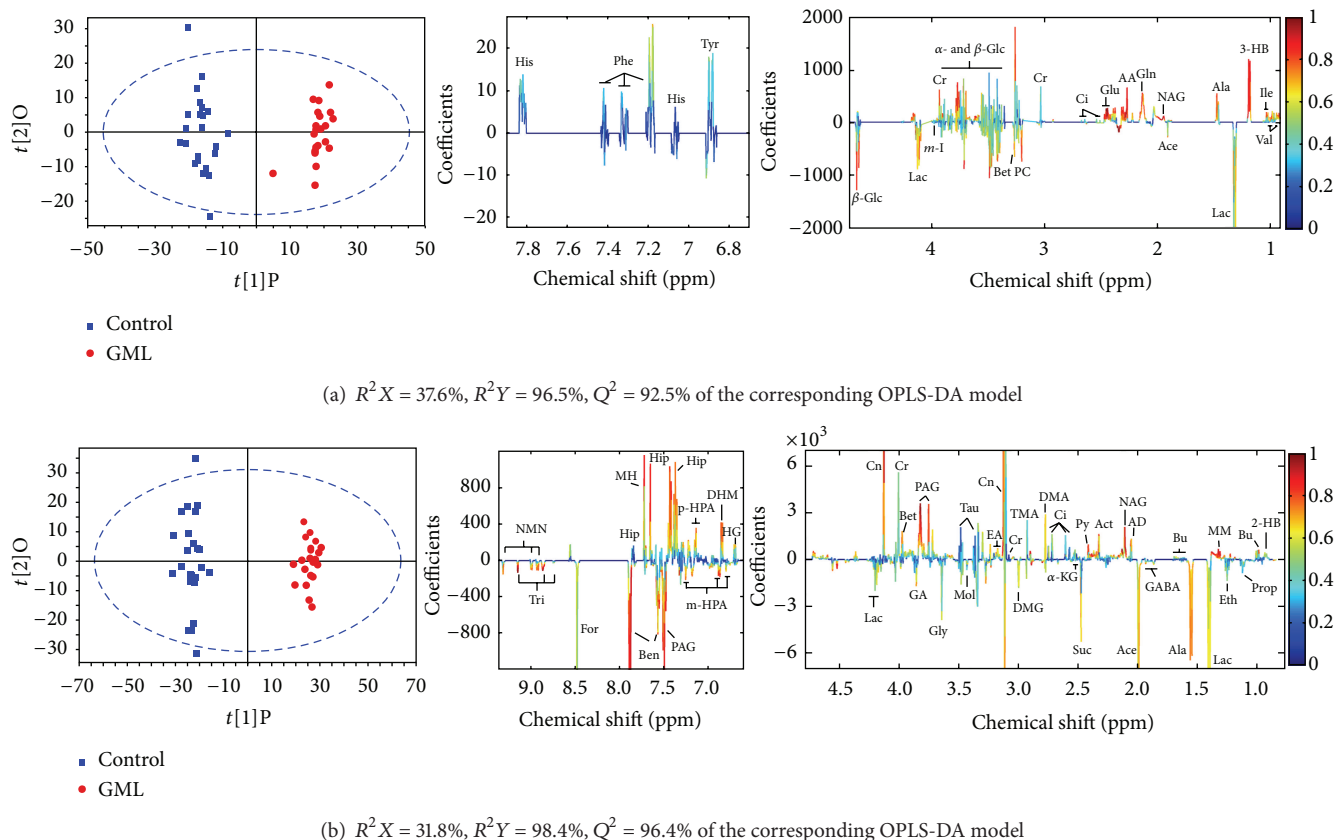 30
20
10
0
−10
−20
t[2]O
−50 −30 −10 10 30 50
t[1]P
Control
GML
20
10
0
−10
−20
Coefficients
His
Phe
His
Tyr
7.8 7.6 7.4 7.2 7 6.8
Chemical shift (ppm)
2000
1000
0
−1000
−2000
Coefficients
α- and β-Glc
Cr
Cr
Ci
Glu
AA
Gln
NAG
Ala
3-HB
Ile
m-I
Val
Lac
Bet PC
Ace
β-Glc
Lac
4 3 2 1
Chemical shift (ppm)
1
0.8
0.6
0.4
0.2
0
(a) R²X = 37.6%, R²Y = 96.5%, Q² = 92.5% of the corresponding OPLS-DA model
30
20
10
0
−10
−20
−30
t[2]O
−70 −50 −30 −10 10 30 50 70
t[1]P
Control
GML
800
400
0
−400
−800
Coefficients
Hip
Hip
MH
DHM
p-HPA
NMN
Hip
HG
Tri
m-HPA
For
Ben
PAG
9.0 8.5 8.0 7.5 7.0
Chemical shift (ppm)
×10³
6
3
0
−3
−6
Coefficients
Cn
Cr
PAG
Bet
Tau
Cn
DMA
TMA
Ci
Py
Act
NAG
AD
2-HB
MM
Bu
Bu
EA
Cr
α-KG
GABA
GA
Mol
Prop
Lac
DMG
Eth
Gly
Suc
Ace
Ala
Lac
4.5 4.0 3.5 3.0 2.5 2.0 1.5 1.0
Chemical shift (ppm)
1
0.8
0.6
0.4
0.2
0
(b) R²X = 31.8%, R²Y = 98.4%, Q² = 96.4% of the corresponding OPLS-DA model